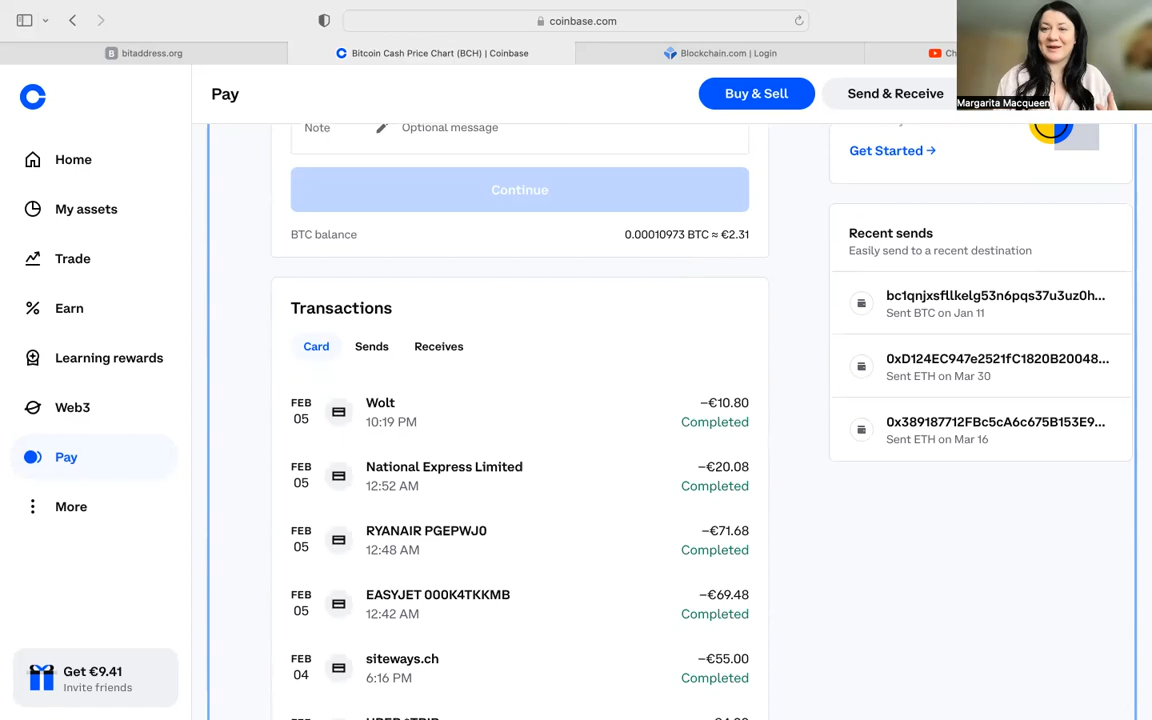 coinbase.com
bitaddress.org
Bitcoin Cash Price Chart (BCH) | Coinbase
Blockchain.com | Login
Margarita Macqueen
Pay
Buy & Sell
Send & Receive
Home
My assets
Trade
Earn
Learning rewards
Web3
Pay
More
Get €9.41
Invite friends
Note
Optional message
Continue
BTC balance
0.00010973 BTC ≈ €2.31
Transactions
Card
Sends
Receives
FEB 05
Wolt
10:19 PM
–€10.80
Completed
FEB 05
National Express Limited
12:52 AM
–€20.08
Completed
FEB 05
RYANAIR PGEPWJ0
12:48 AM
–€71.68
Completed
FEB 05
EASYJET 000K4TKKMB
12:42 AM
–€69.48
Completed
FEB 04
siteways.ch
6:16 PM
–€55.00
Completed
Get Started →
Recent sends
Easily send to a recent destination
bc1qnjxsfllkelg53n6pqs37u3uz0h...
Sent BTC on Jan 11
0xD124EC947e2521fC1820B20048...
Sent ETH on Mar 30
0x389187712FBc5cA6c675B153E9...
Sent ETH on Mar 16